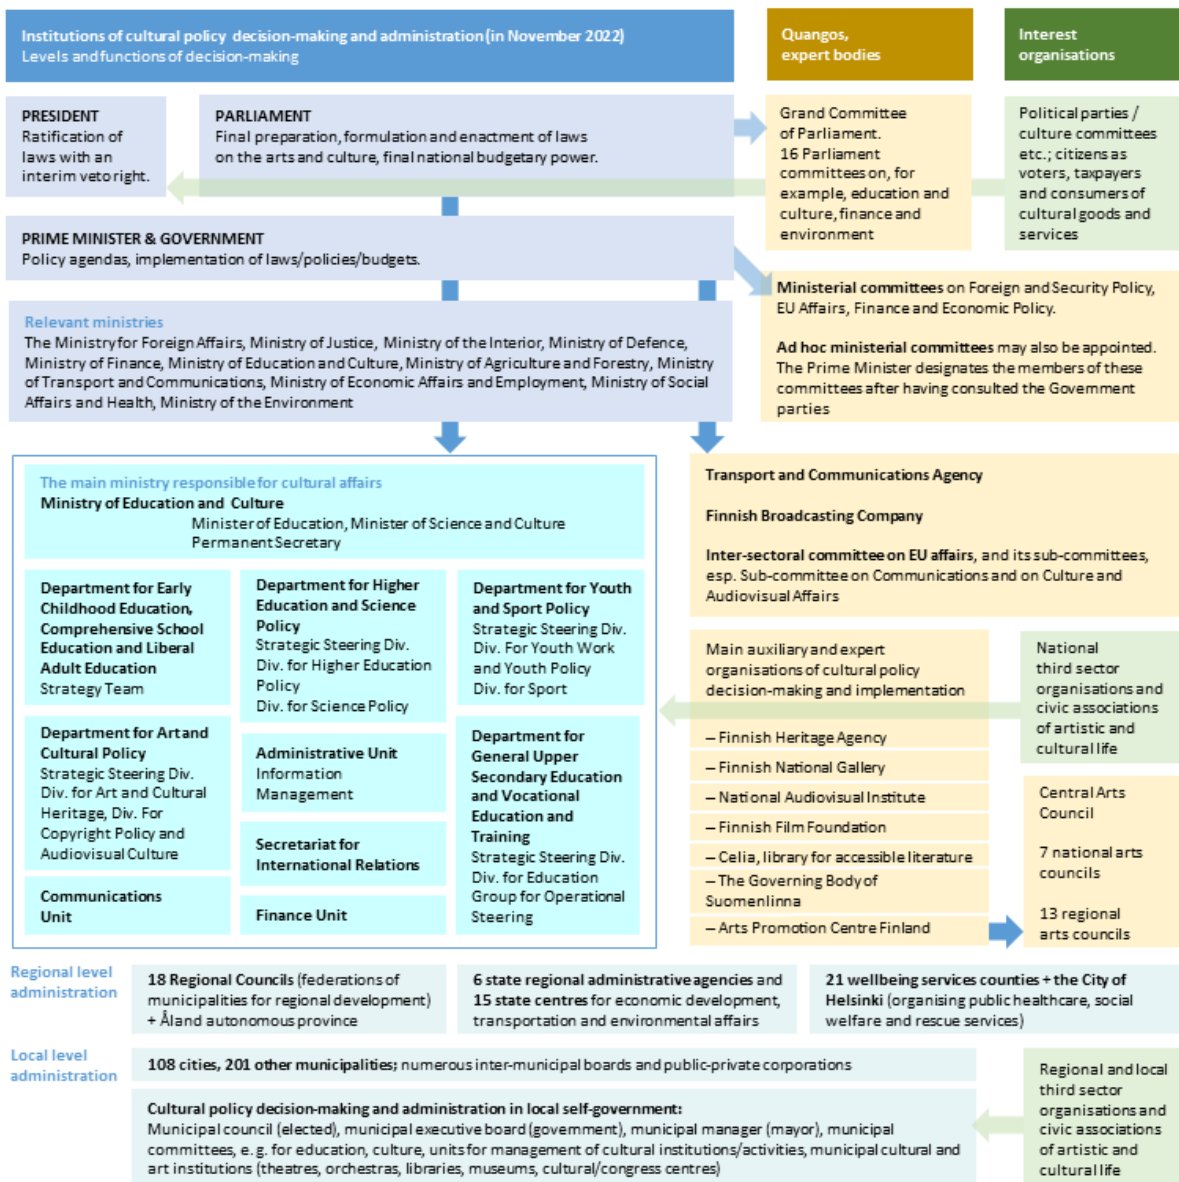 Institutions of cultural policy decision-making and administration (in November 2022)
Levels and functions of decision-making
Quangos,
expert bodies
Interest
organisations
PRESIDENT
Ratification of
laws with an
interim veto right.
PARLIAMENT
Final preparation, formulation and enactment of laws
on the arts and culture, final national budgetary power.
Grand Committee
of Parliament.
16 Parliament
committees on, for
example, education and
culture, finance and
environment
Political parties /
culture committees
etc.; citizens as
voters, taxpayers
and consumers of
cultural goods and
services
PRIME MINISTER & GOVERNMENT
Policy agendas, implementation of laws/policies/budgets.
Ministerial committees on Foreign and Security Policy,
EU Affairs, Finance and Economic Policy.
Ad hoc ministerial committees may also be appointed.
The Prime Minister designates the members of these
committees after having consulted the Government
parties
Relevant ministries
The Ministry for Foreign Affairs, Ministry of Justice, Ministry of the Interior, Ministry of Defence,
Ministry of Finance, Ministry of Education and Culture, Ministry of Agriculture and Forestry, Ministry
of Transport and Communications, Ministry of Economic Affairs and Employment, Ministry of Social
Affairs and Health, Ministry of the Environment
The main ministry responsible for cultural affairs
Ministry of Education and Culture
Minister of Education, Minister of Science and Culture
Permanent Secretary
Department for Early
Childhood Education,
Comprehensive School
Education and Liberal
Adult Education
Strategy Team
Department for Higher
Education and Science
Policy
Strategic Steering Div.
Div. for Higher Education
Policy
Div. for Science Policy
Department for Youth
and Sport Policy
Strategic Steering Div.
Div. For Youth Work
and Youth Policy
Div. for Sport
Department for Art and
Cultural Policy
Strategic Steering Div.
Div. for Art and Cultural
Heritage, Div. For
Copyright Policy and
Audiovisual Culture
Administrative Unit
Information
Management
Department for
General Upper
Secondary Education
and Vocational
Education and
Training
Strategic Steering Div.
Div. for Education
Group for Operational
Steering
Secretariat for
International Relations
Communications
Unit
Finance Unit
Transport and Communications Agency
Finnish Broadcasting Company
Inter-sectoral committee on EU affairs, and its sub-committees,
esp. Sub-committee on Communications and on Culture and
Audiovisual Affairs
Main auxiliary and expert
organisations of cultural policy
decision-making and implementation
– Finnish Heritage Agency
– Finnish National Gallery
– National Audiovisual Institute
– Finnish Film Foundation
– Celia, library for accessible literature
– The Governing Body of
Suomenlinna
– Arts Promotion Centre Finland
National
third sector
organisations and
civic associations
of artistic and
cultural life
Central Arts
Council
7 national arts
councils
13 regional
arts councils
Regional level
administration
18 Regional Councils (federations of
municipalities for regional development)
+ Åland autonomous province
6 state regional administrative agencies and
15 state centres for economic development,
transportation and environmental affairs
21 wellbeing services counties + the City of
Helsinki (organising public healthcare, social
welfare and rescue services)
Local level
administration
108 cities, 201 other municipalities; numerous inter-municipal boards and public-private corporations
Cultural policy decision-making and administration in local self-government:
Municipal council (elected), municipal executive board (government), municipal manager (mayor), municipal
committees, e. g. for education, culture, units for management of cultural institutions/activities, municipal cultural and
art institutions (theatres, orchestras, libraries, museums, cultural/congress centres)
Regional and local
third sector
organisations and
civic associations
of artistic and
cultural life